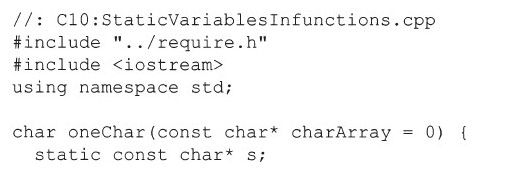 //: C10:StaticVariablesInfunctions.cpp
#include "../require.h"
#include <iostream>
using namespace std;

char oneChar(const char* charArray = 0) {
  static const char* s;